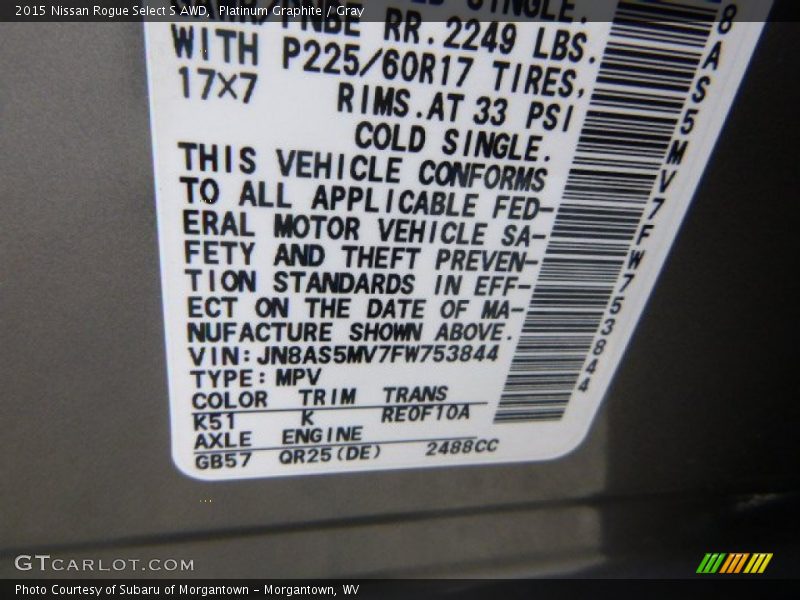 2015 Nissan Rogue Select S AWD, Platinum Graphite / Gray
COLD SINGLE.
RR. 2249 LBS.
WITH P225/60R17 TIRES,
17X7 RIMS. AT 33 PSI
COLD SINGLE.
THIS VEHICLE CONFORMS
TO ALL APPLICABLE FED-
ERAL MOTOR VEHICLE SA-
FETY AND THEFT PREVEN-
TION STANDARDS IN EFF-
ECT ON THE DATE OF MA-
NUFACTURE SHOWN ABOVE.
VIN: JN8AS5MV7FW753844
TYPE: MPV
COLOR TRIM TRANS
K51 K RE0F10A
AXLE ENGINE
GB57 QR25(DE) 2488CC
8AS5MV7FW753844
GTCARLOT.COM
Photo Courtesy of Subaru of Morgantown - Morgantown, WV